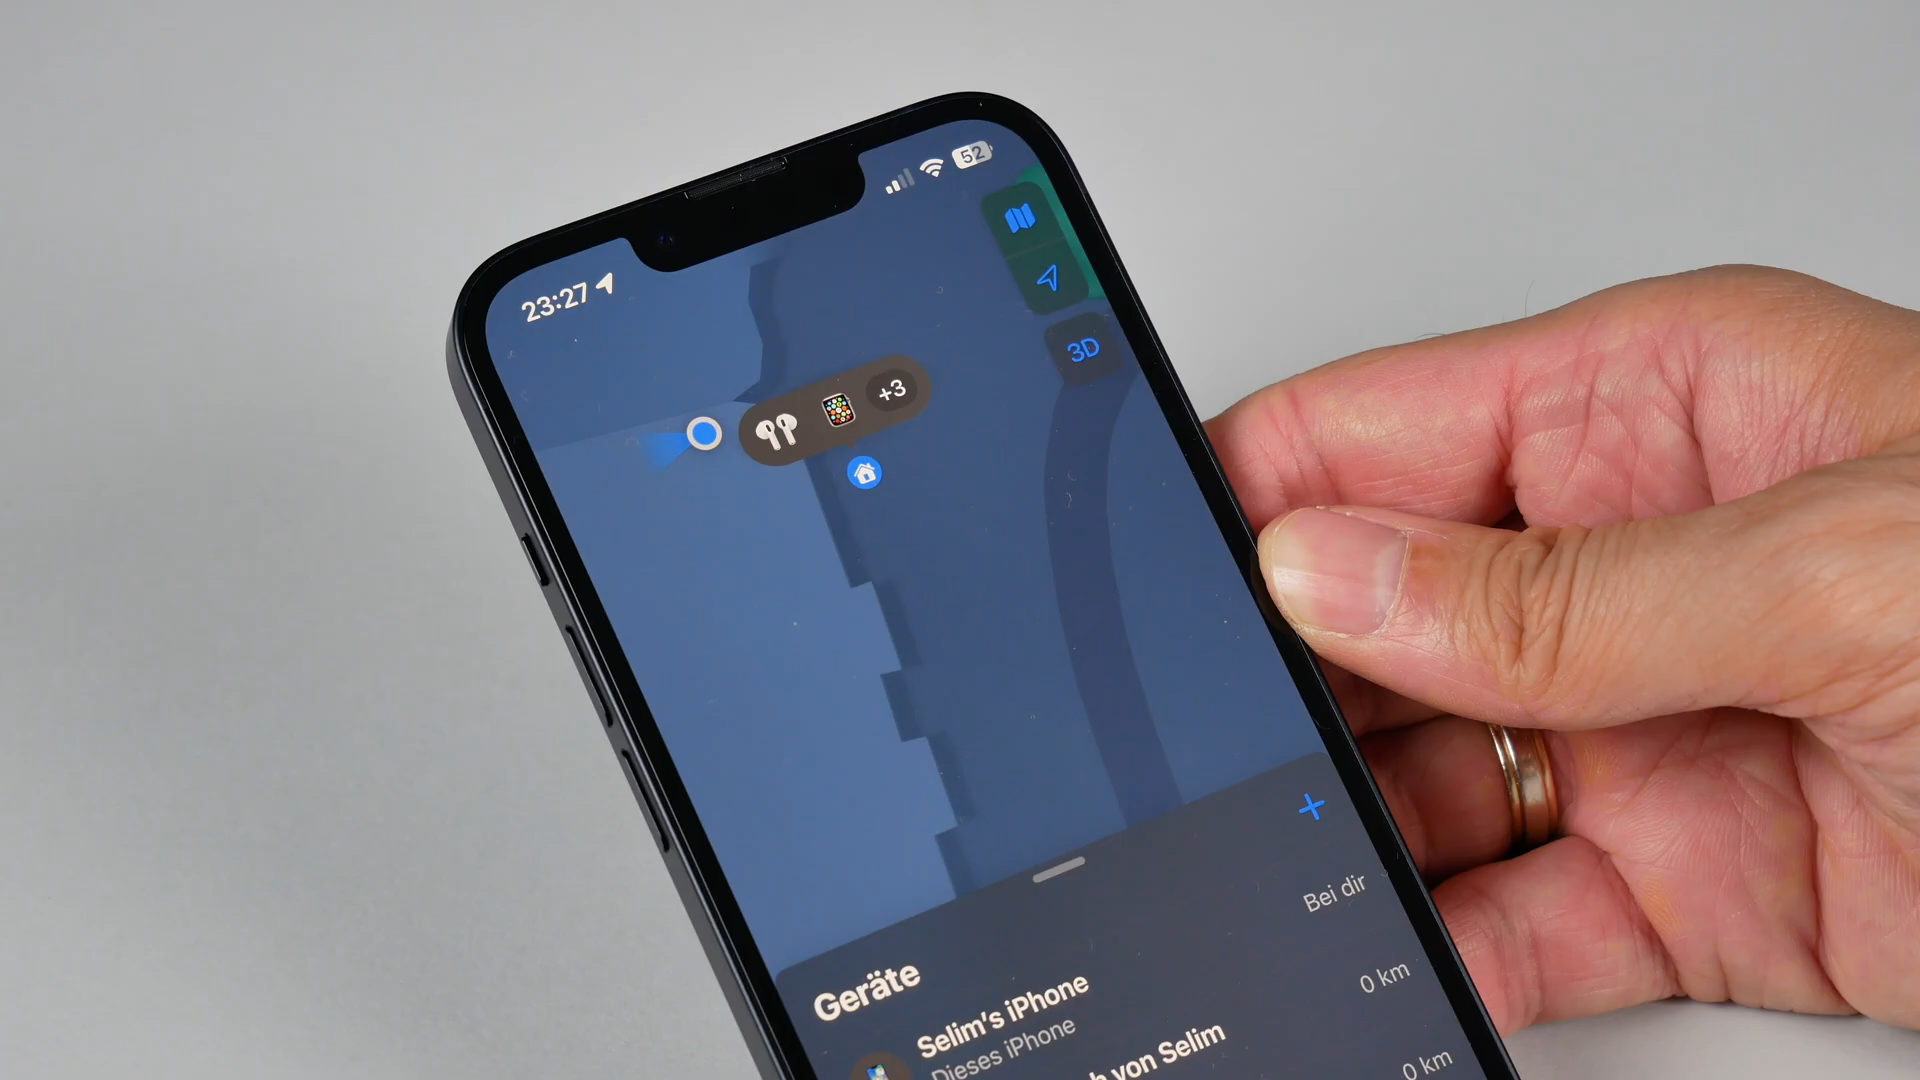 23:27
52
3D
+3
Geräte
Selim's iPhone
Dieses iPhone
Bei dir
von Selim
0 km
0 km